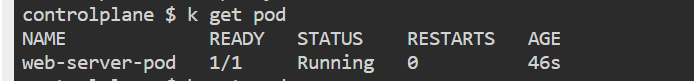 controlplane $ k get pod
NAME             READY   STATUS    RESTARTS   AGE
web-server-pod   1/1     Running   0          46s